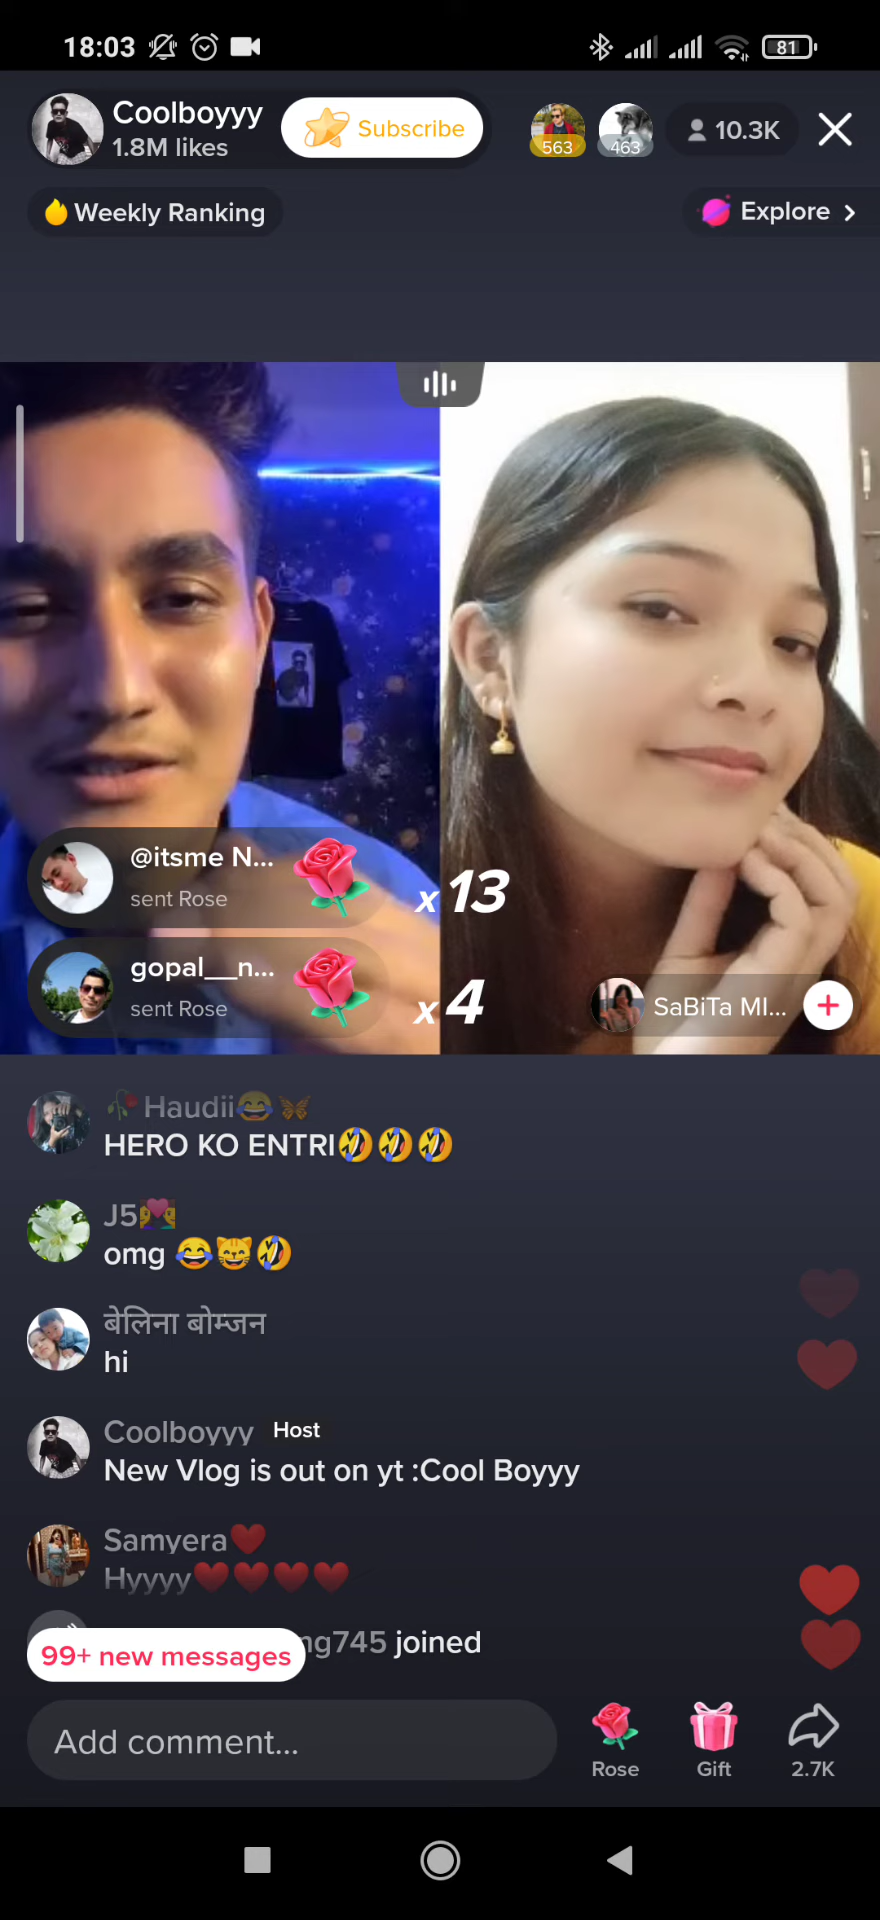 18:03
81
Coolboyyy
1.8M likes
Subscribe
563
463
10.3K
Weekly Ranking
Explore
@itsme N...
sent Rose
x 13
gopal__n...
sent Rose
x 4
SaBiTa MI...
🥀Haudii😂🦋
HERO KO ENTRI🤣🤣🤣
J5👩‍❤️‍👨
omg 😂😹🤣
बेलिना बोम्जन
hi
Coolboyyy Host
New Vlog is out on yt :Cool Boyyy
Samyera❤️
Hyyyy❤️❤️❤️❤️
99+ new messages
ng745 joined
Add comment...
Rose
Gift
2.7K